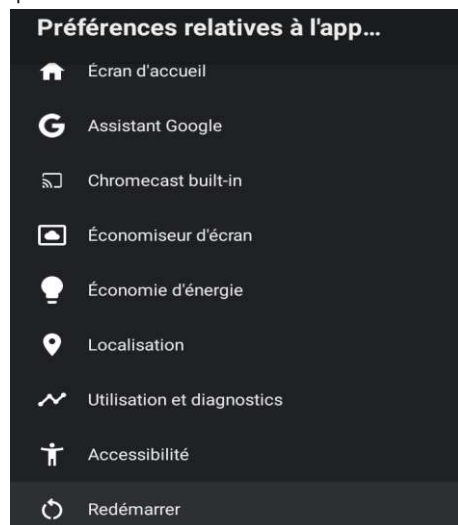 Préférences relatives à l'app...
Écran d'accueil
Assistant Google
Chromecast built-in
Économiseur d'écran
Économie d'énergie
Localisation
Utilisation et diagnostics
Accessibilité
Redémarrer